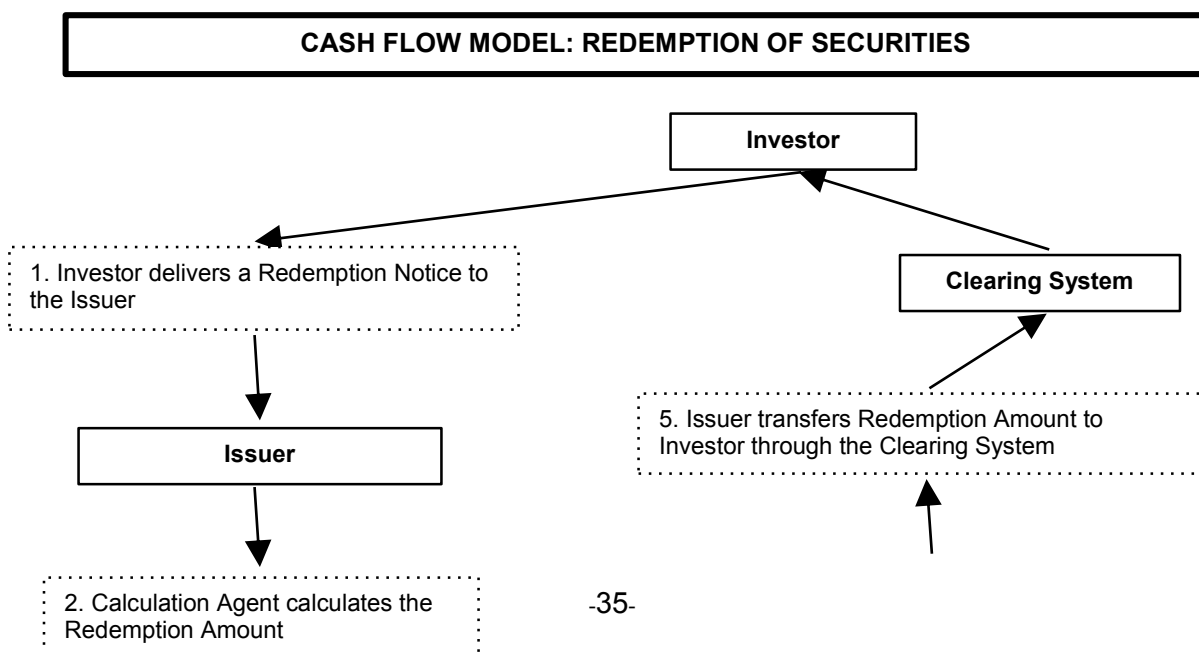 CASH FLOW MODEL: REDEMPTION OF SECURITIES
Investor
1. Investor delivers a Redemption Notice to
the Issuer
Clearing System
5. Issuer transfers Redemption Amount to
Investor through the Clearing System
Issuer
2. Calculation Agent calculates the
Redemption Amount
-35-